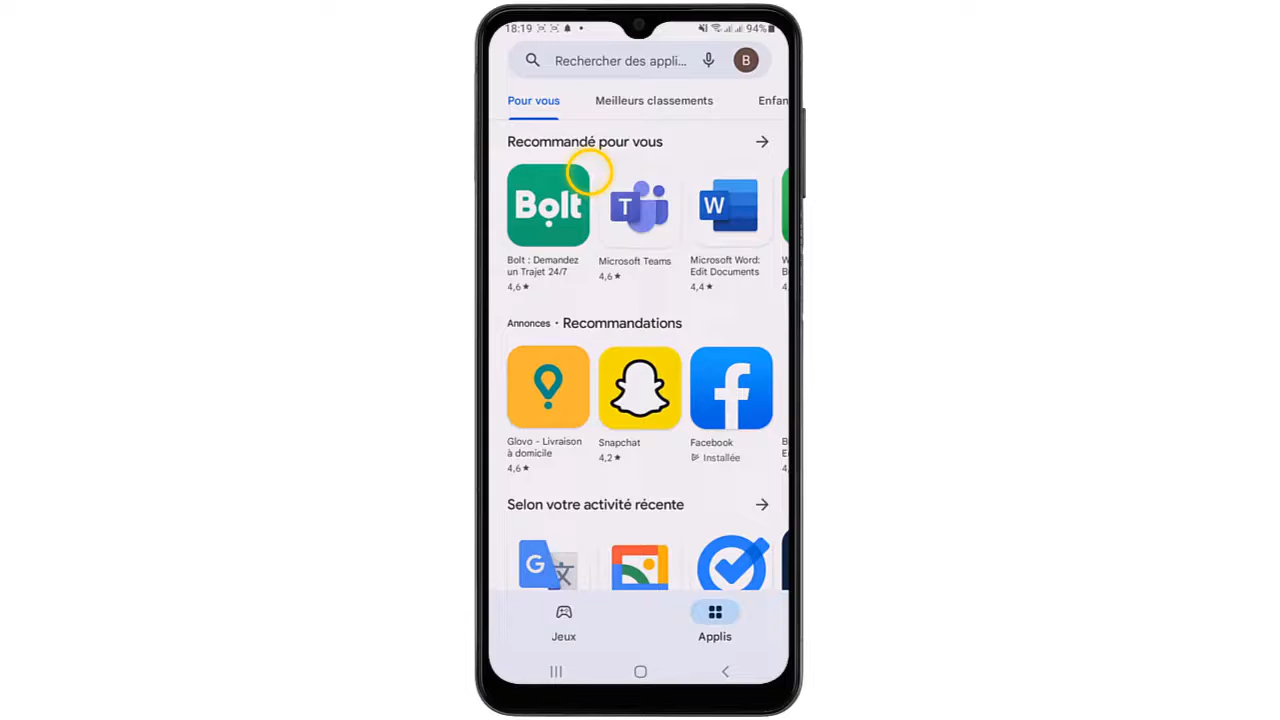 18:19
94%
Rechercher des appli...
B
Pour vous
Meilleurs classements
Enfan
Recommandé pour vous
Bolt
T
W
Bolt : Demandez
un Trajet 24/7
4,6★
Microsoft Teams
4,6★
Microsoft Word:
Edit Documents
4,4★
Annonces · Recommandations
Glovo - Livraison
à domicile
4,6★
Snapchat
4,2★
Facebook
Installée
Selon votre activité récente
G
文
Jeux
Applis